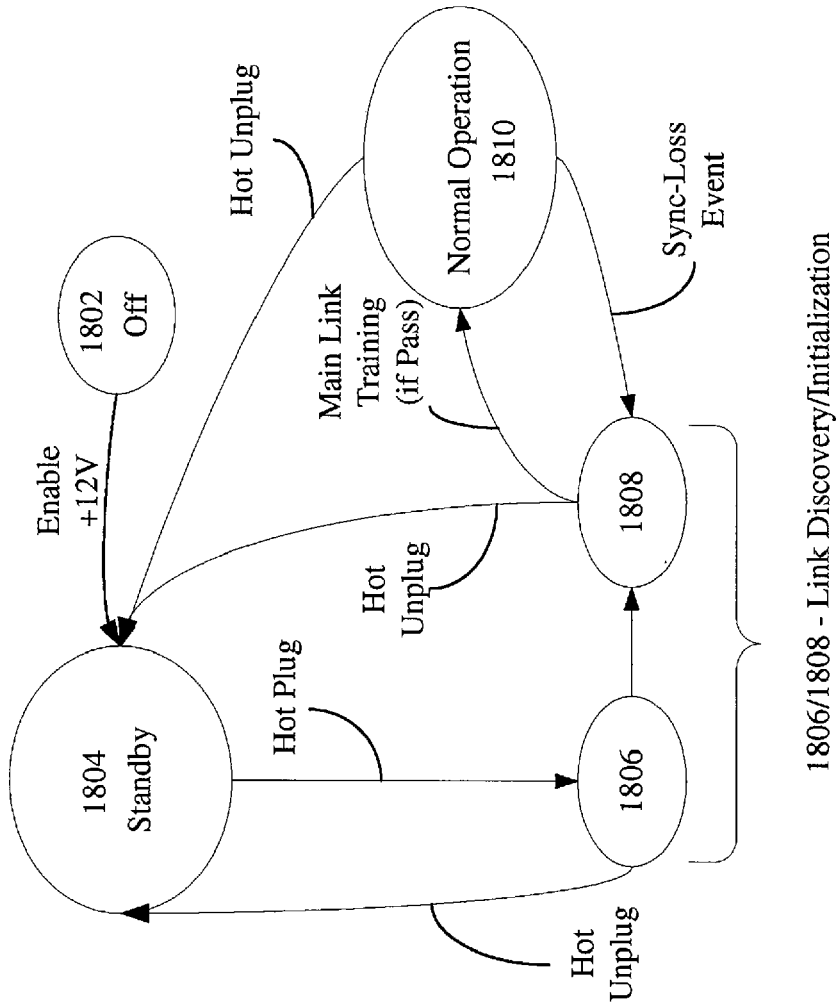 Enable
+12V
1802
Off
Hot Unplug
1804
Standby
Hot Plug
Hot
Unplug
Main Link
Training
(if Pass)
Normal Operation
1810
Hot
Unplug
1806
1808
Sync-Loss
Event
1806/1808 - Link Discovery/Initialization